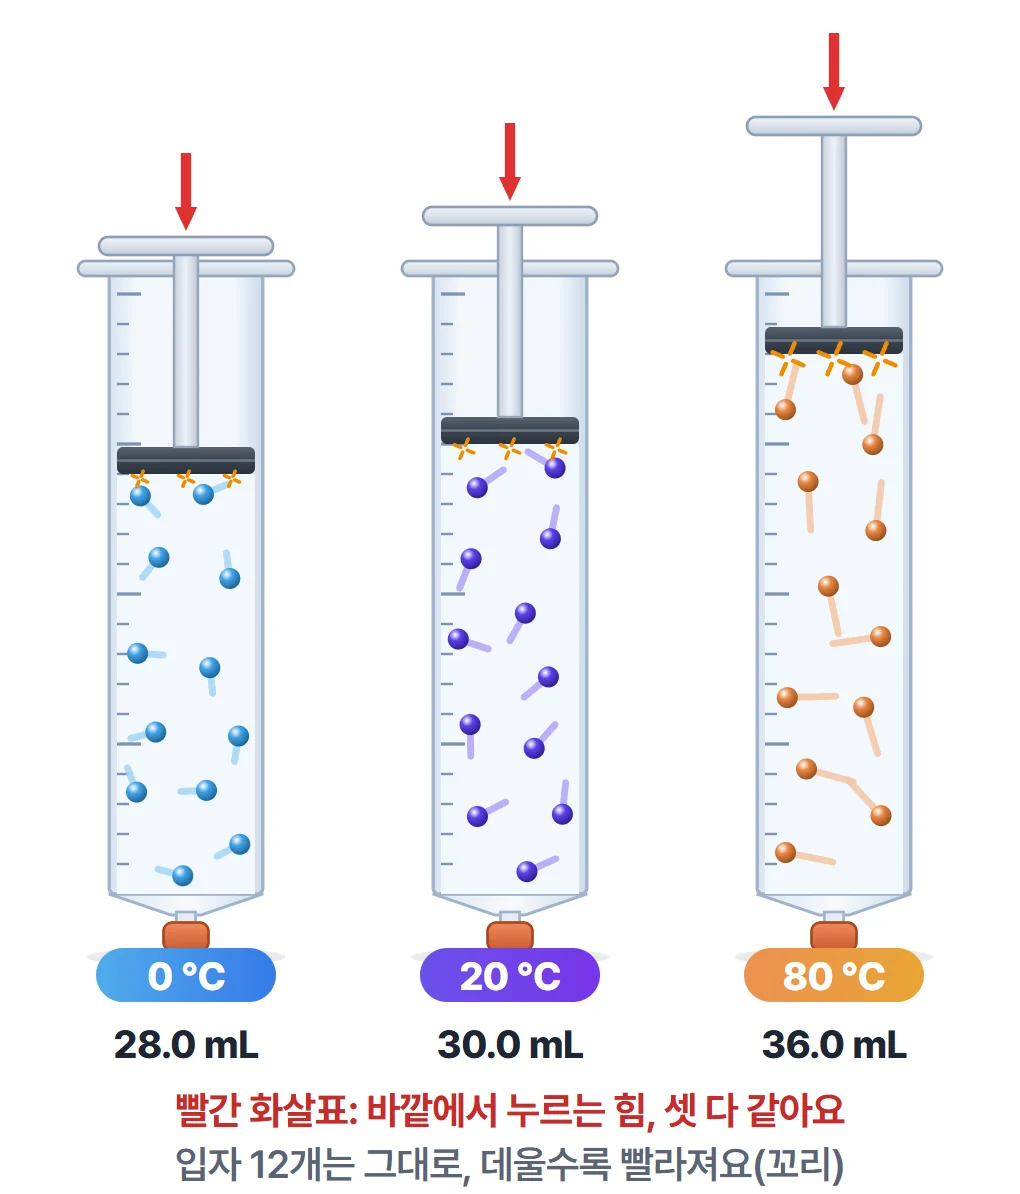 0 °C
20 °C
80 °C
28.0 mL
30.0 mL
36.0 mL
빨간 화살표: 바깥에서 누르는 힘, 셋 다 같아요
입자 12개는 그대로, 데울수록 빨라져요(꼬리)